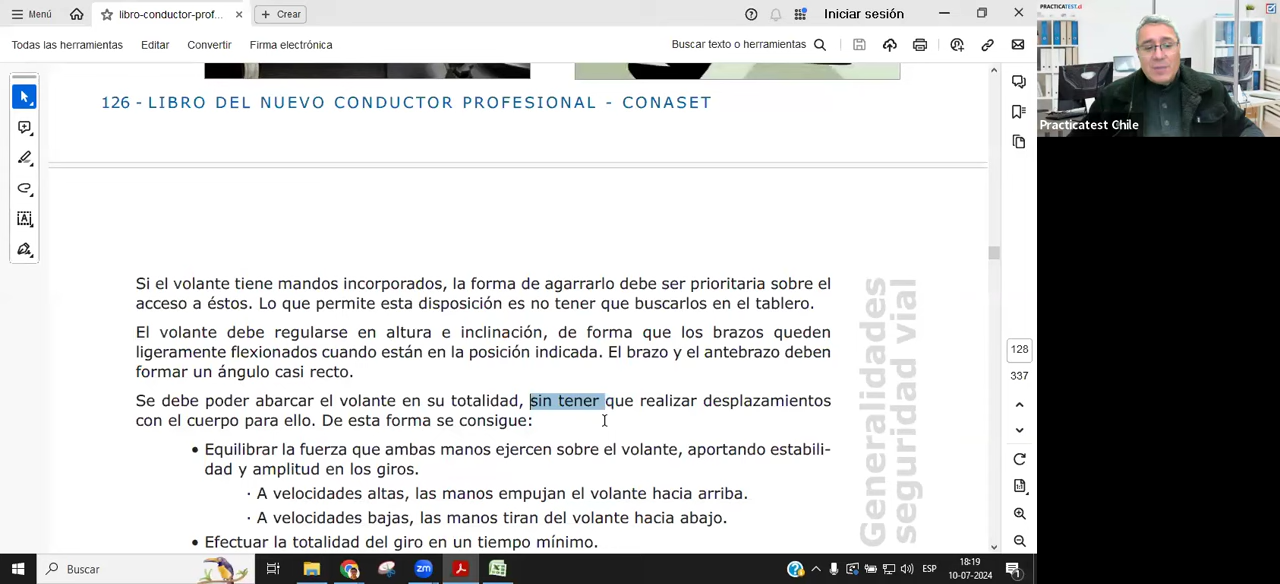 Menú
libro-conductor-prof...
Crear
Iniciar sesión
Todas las herramientas
Editar
Convertir
Firma electrónica
Buscar texto o herramientas
126 - LIBRO DEL NUEVO CONDUCTOR PROFESIONAL - CONASET
Si el volante tiene mandos incorporados, la forma de agarrarlo debe ser prioritaria sobre el
acceso a éstos. Lo que permite esta disposición es no tener que buscarlos en el tablero.
El volante debe regularse en altura e inclinación, de forma que los brazos queden
ligeramente flexionados cuando están en la posición indicada. El brazo y el antebrazo deben
formar un ángulo casi recto.
Se debe poder abarcar el volante en su totalidad, sin tener que realizar desplazamientos
con el cuerpo para ello. De esta forma se consigue:
• Equilibrar la fuerza que ambas manos ejercen sobre el volante, aportando estabili-
dad y amplitud en los giros.
· A velocidades altas, las manos empujan el volante hacia arriba.
· A velocidades bajas, las manos tiran del volante hacia abajo.
• Efectuar la totalidad del giro en un tiempo mínimo.
Generalidades
seguridad vial
128
337
PRACTICATEST.cl
Practicatest Chile
Buscar
ESP
18:19
10-07-2024